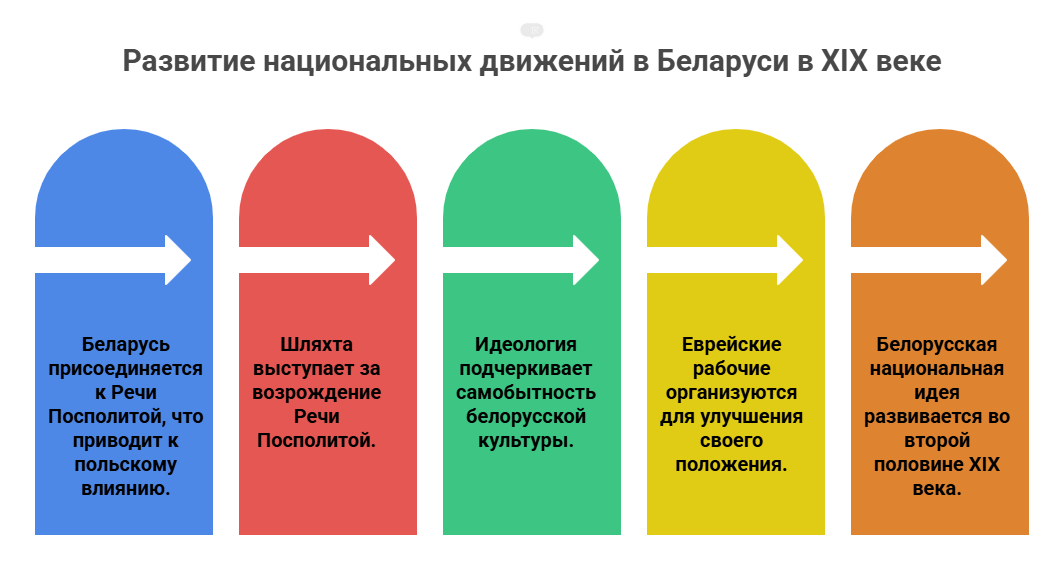 Развитие национальных движений в Беларуси в XIX веке
Беларусь
присоединяется
к Речи
Посполитой, что
приводит к
польскому
влиянию.
Шляхта
выступает за
возрождение
Речи
Посполитой.
Идеология
подчеркивает
самобытность
белорусской
культуры.
Еврейские
рабочие
организуются
для улучшения
своего
положения.
Белорусская
национальная
идея
развивается во
второй
половине XIX
века.